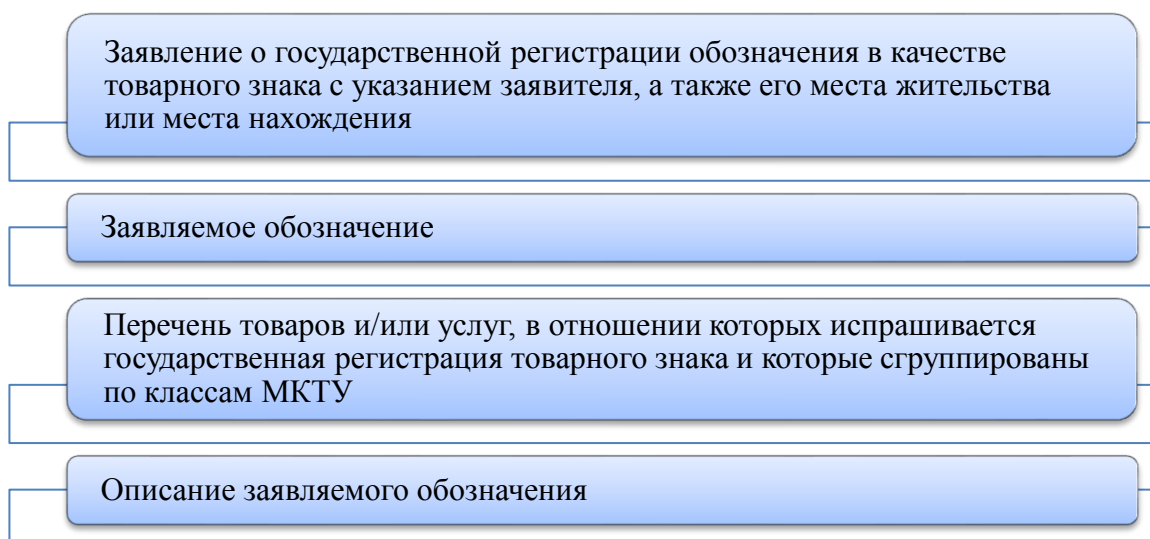 Заявление о государственной регистрации обозначения в качестве
товарного знака с указанием заявителя, а также его места жительства
или места нахождения
Заявляемое обозначение
Перечень товаров и/или услуг, в отношении которых испрашивается
государственная регистрация товарного знака и которые сгруппированы
по классам МКТУ
Описание заявляемого обозначения